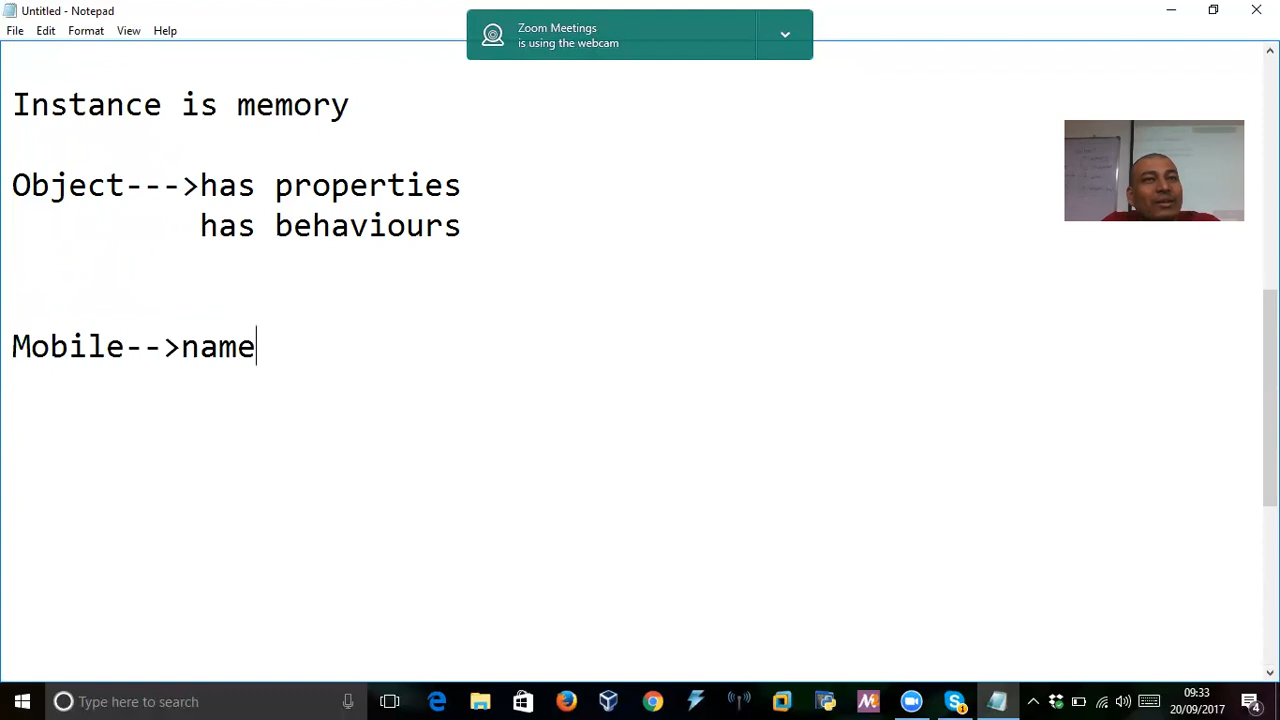 Untitled - Notepad
File Edit Format View Help
Zoom Meetings
is using the webcam
Instance is memory
Object--->has properties
has behaviours
Mobile-->name
Type here to search
09:33
20/09/2017
4